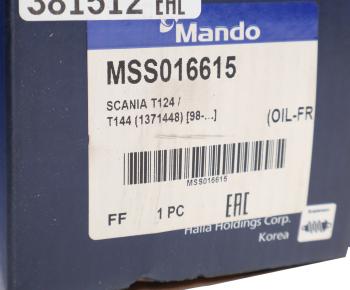 381512 EAC
Mando
MSS016615
SCANIA T124 /
T144 (1371448) [98-...]
(OIL-FR
MSS016615
FF 1 PC EAC
Halla Holdings Corp.
Korea